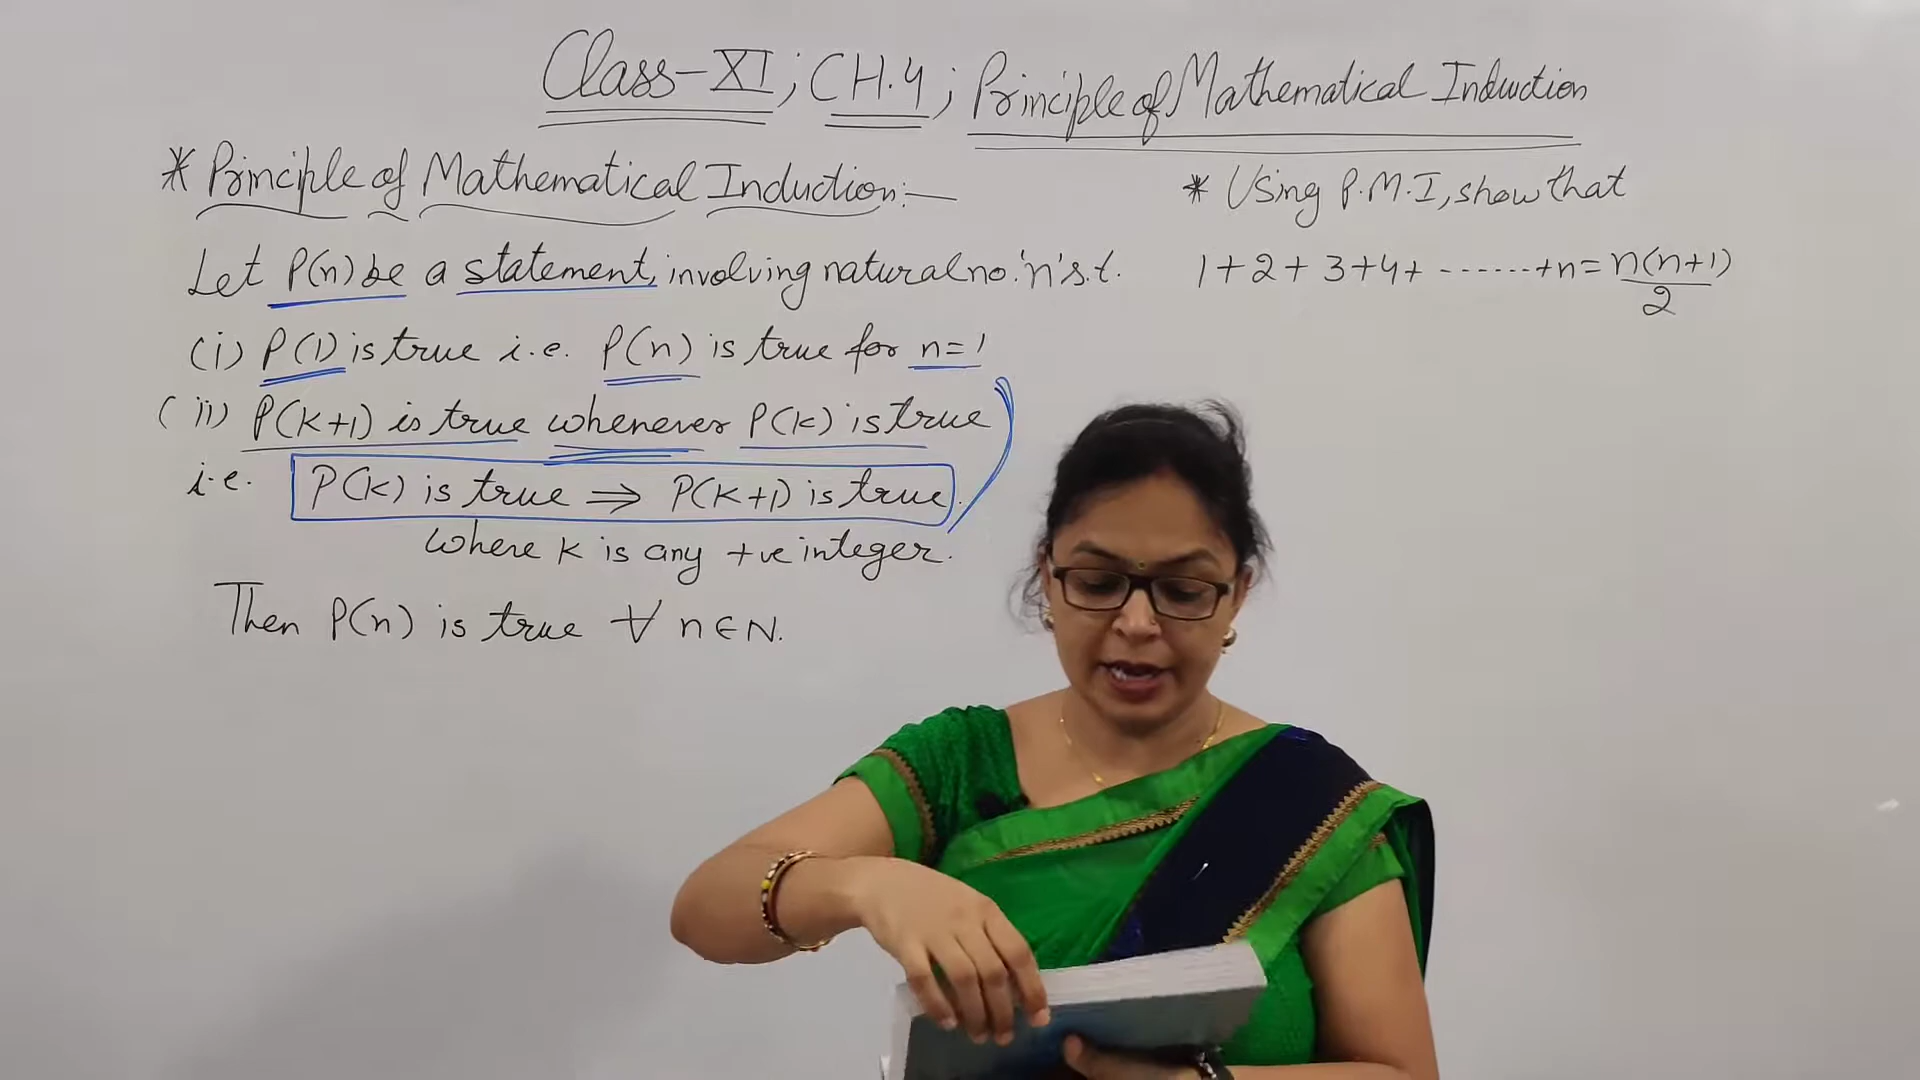 Class-XI; CH.4; Principle of Mathematical Induction
* Principle of Mathematical Induction:-
Let P(n) be a statement, involving natural no. 'n' s.t.
(i) P(1) is true i.e. P(n) is true for n=1
(ii) P(K+1) is true whenever P(K) is true
i.e. P(K) is true ⇒ P(K+1) is true.
where K is any +ve integer.
Then P(n) is true ∀ n∈N.
* Using P.M.I, show that
1+2+3+4+ ------+n = n(n+1)
2